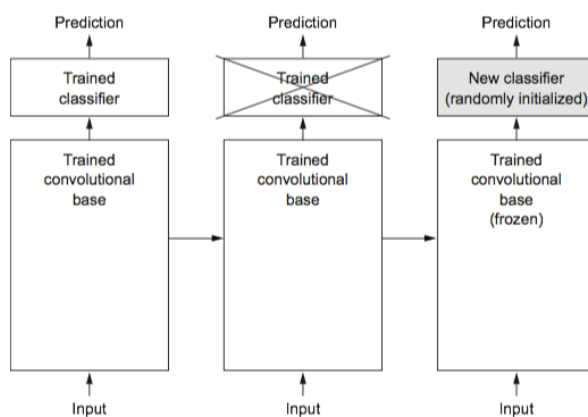 Prediction
Trained
classifier
Trained
convolutional
base
Input
Prediction
Trained
classifier
Trained
convolutional
base
Input
Prediction
New classifier
(randomly initialized)
Trained
convolutional
base
(frozen)
Input